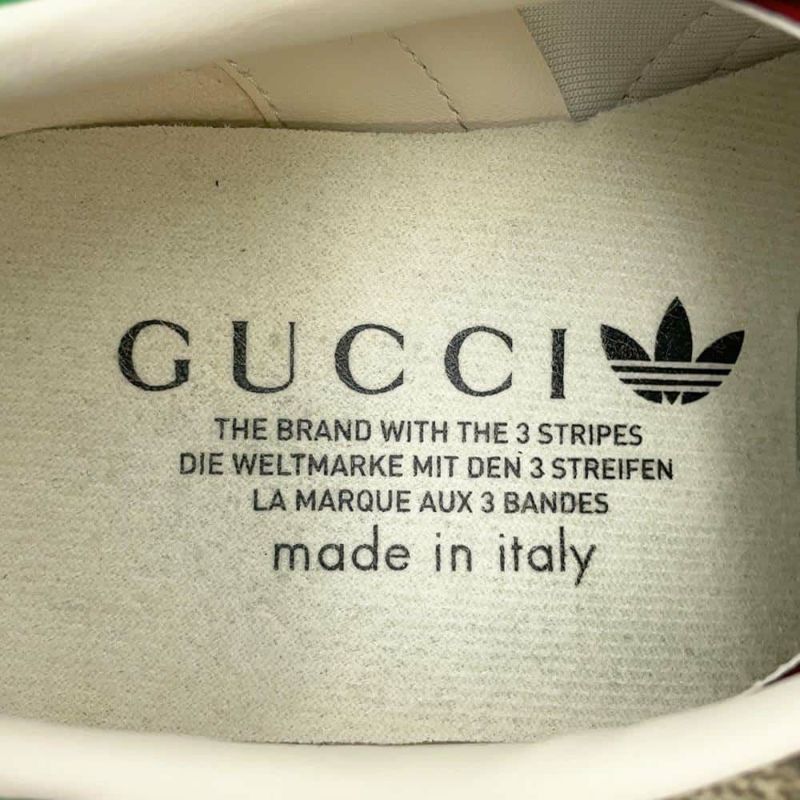 GUCCI
THE BRAND WITH THE 3 STRIPES
DIE WELTMARKE MIT DEN 3 STREIFEN
LA MARQUE AUX 3 BANDES
made in italy